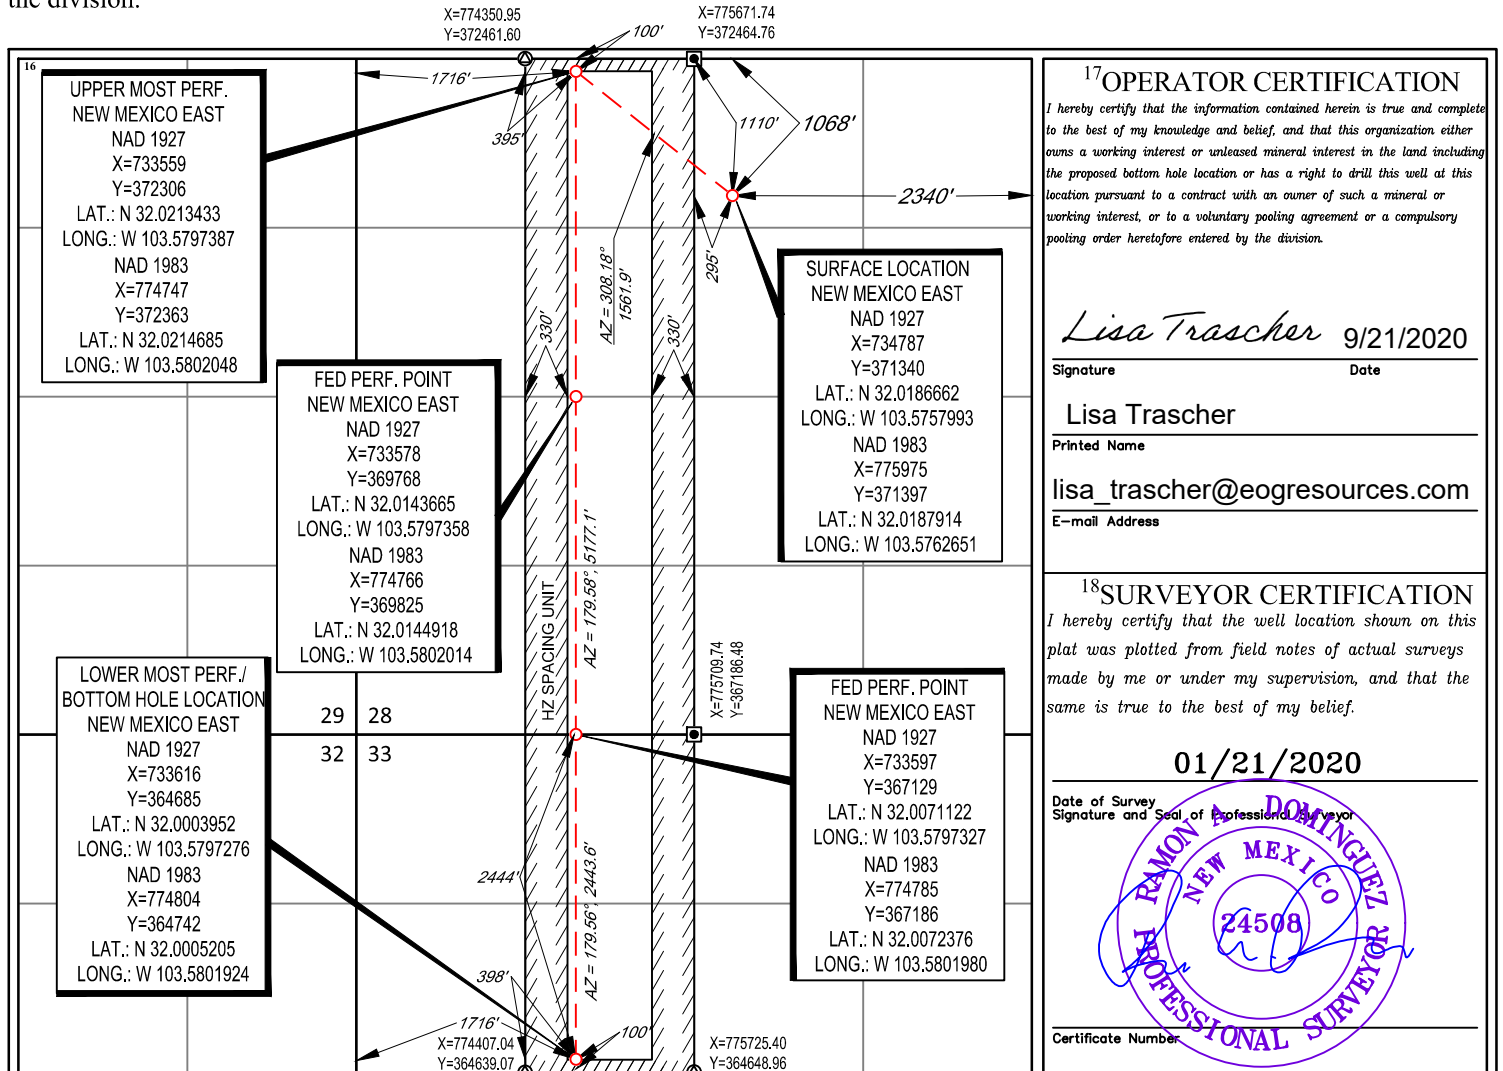 the division.
X=774350.95
Y=372461.60
X=775671.74
Y=372464.76
100'
16
1716'
395'
1110'
1068'
2340'
295'
UPPER MOST PERF.
NEW MEXICO EAST
NAD 1927
X=733559
Y=372306
LAT.: N 32.0213433
LONG.: W 103.5797387
NAD 1983
X=774747
Y=372363
LAT.: N 32.0214685
LONG.: W 103.5802048
AZ = 308.18°
1561.9'
330'
330'
SURFACE LOCATION
NEW MEXICO EAST
NAD 1927
X=734787
Y=371340
LAT.: N 32.0186662
LONG.: W 103.5757993
NAD 1983
X=775975
Y=371397
LAT.: N 32.0187914
LONG.: W 103.5762651
FED PERF. POINT
NEW MEXICO EAST
NAD 1927
X=733578
Y=369768
LAT.: N 32.0143665
LONG.: W 103.5797358
NAD 1983
X=774766
Y=369825
LAT.: N 32.0144918
LONG.: W 103.5802014
HZ SPACING UNIT
AZ = 179.58°, 5177.1'
X=775709.74
Y=367186.48
29 28
32 33
LOWER MOST PERF./
BOTTOM HOLE LOCATION
NEW MEXICO EAST
NAD 1927
X=733616
Y=364685
LAT.: N 32.0003952
LONG.: W 103.5797276
NAD 1983
X=774804
Y=364742
LAT.: N 32.0005205
LONG.: W 103.5801924
FED PERF. POINT
NEW MEXICO EAST
NAD 1927
X=733597
Y=367129
LAT.: N 32.0071122
LONG.: W 103.5797327
NAD 1983
X=774785
Y=367186
LAT.: N 32.0072376
LONG.: W 103.5801980
2444'
AZ = 179.56°, 2443.6'
398'
1716'
100'
X=774407.04
Y=364639.07
X=775725.40
Y=364648.96
17 OPERATOR CERTIFICATION
I hereby certify that the information contained herein is true and complete
to the best of my knowledge and belief, and that this organization either
owns a working interest or unleased mineral interest in the land including
the proposed bottom hole location or has a right to drill this well at this
location pursuant to a contract with an owner of such a mineral or
working interest, or to a voluntary pooling agreement or a compulsory
pooling order heretofore entered by the division.
Lisa Trascher 9/21/2020
Signature Date
Lisa Trascher
Printed Name
lisa_trascher@eogresources.com
E-mail Address
18 SURVEYOR CERTIFICATION
I hereby certify that the well location shown on this
plat was plotted from field notes of actual surveys
made by me or under my supervision, and that the
same is true to the best of my belief.
01/21/2020
Date of Survey
Signature and Seal of Professional Surveyor
RAMON A. DOMINGUEZ
NEW MEXICO
24508
PROFESSIONAL SURVEYOR
Certificate Number